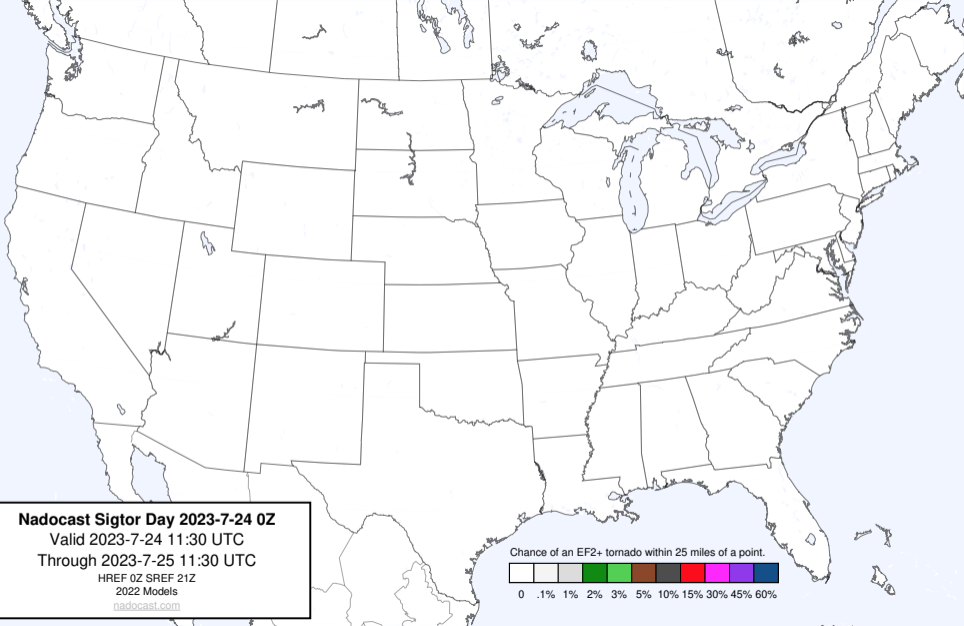 Nadocast Sigtor Day 2023-7-24 0Z
Valid 2023-7-24 11:30 UTC
Through 2023-7-25 11:30 UTC
HREF 0Z SREF 21Z
2022 Models
nadocast.com
Chance of an EF2+ tornado within 25 miles of a point.
0 .1% 1% 2% 3% 5% 10% 15% 30% 45% 60%